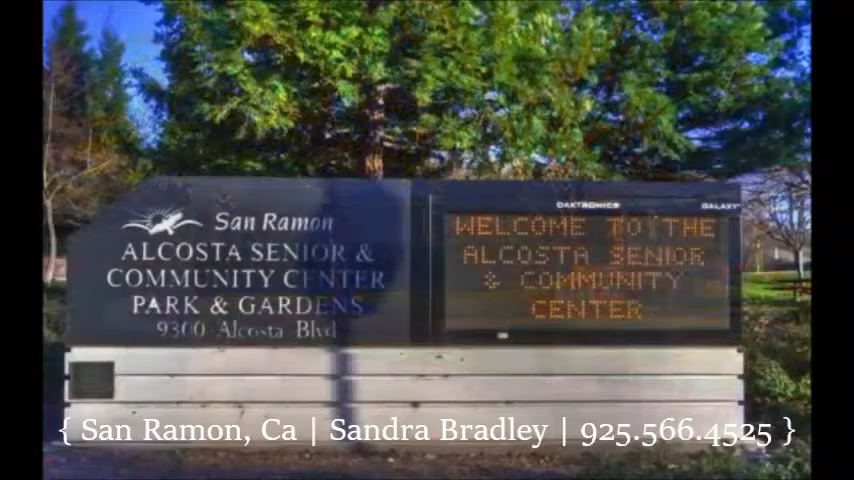 San Ramon
ALCOSTA SENIOR &
COMMUNITY CENTER
PARK & GARDENS
9300 Alcosta Blvd
DAKTRONICS
GALAXY
WELCOME TO THE
ALCOSTA SENIOR
& COMMUNITY
CENTER
{ San Ramon, Ca | Sandra Bradley | 925.566.4525 }